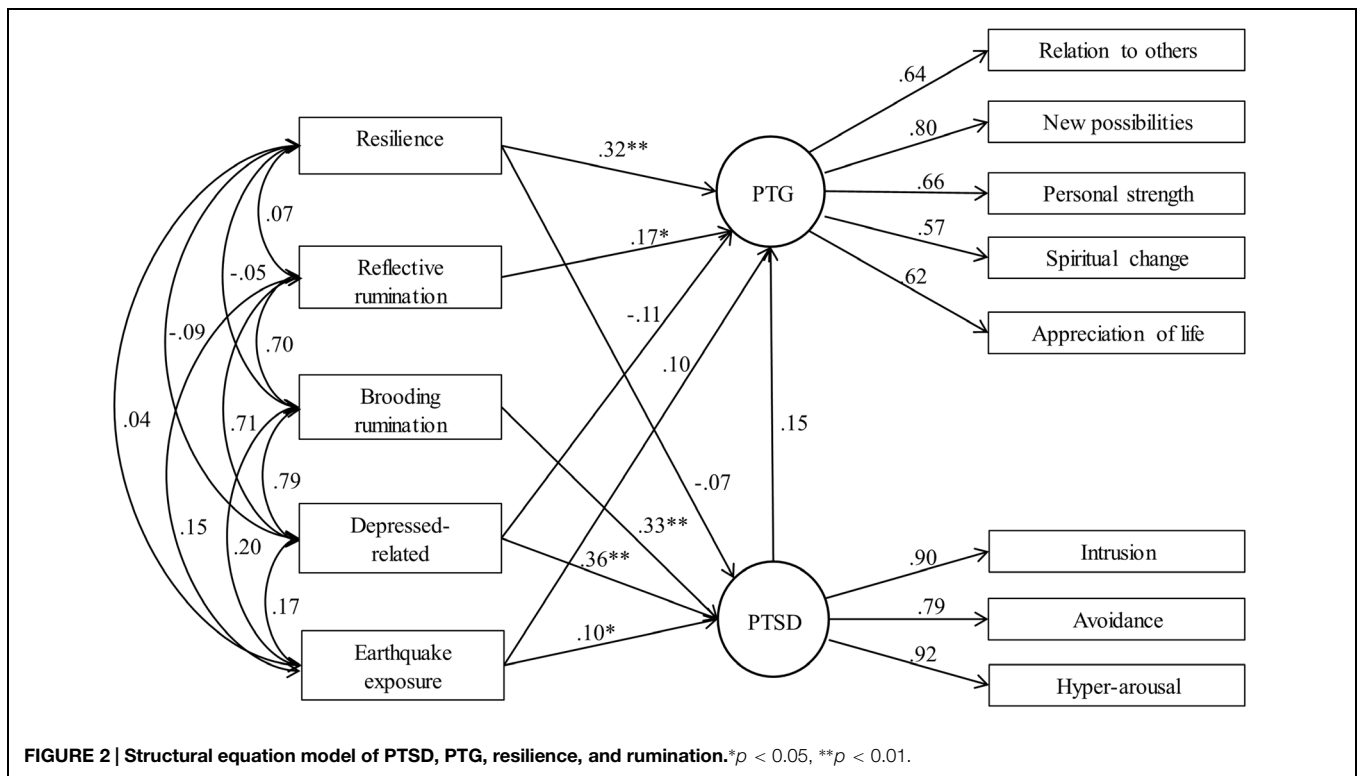 Relation to others
.64
New possibilities
.80
Resilience
.32**
PTG
.66
Personal strength
.07
.57
Spiritual change
.17*
Reflective
rumination
-.05
.62
Appreciation of life
-.09
-.11
.70
.10
Brooding
rumination
.04
.71
.15
.79
-.07
Depressed-
related
.33**
.15
.20
.36**
.90
Intrusion
.17
.79
Avoidance
PTSD
.10*
Earthquake
exposure
.92
Hyper-arousal
FIGURE 2 | Structural equation model of PTSD, PTG, resilience, and rumination. *p < 0.05, **p < 0.01.